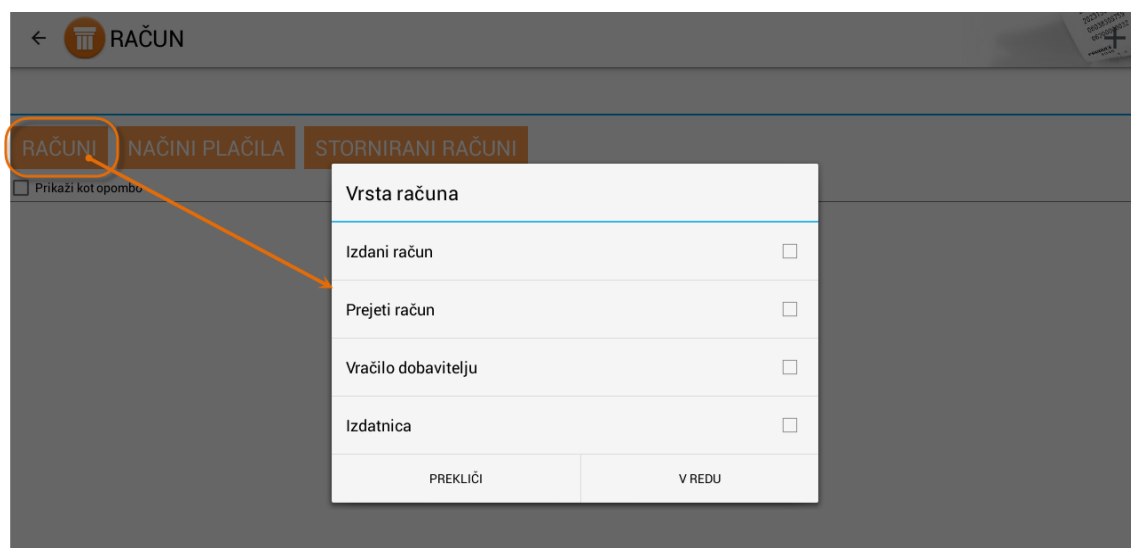 RAČUN
RAČUNI NAČINI PLAČILA STORNIRANI RAČUNI
Prikaži kot opombo
Vrsta računa
Izdani račun
Prejeti račun
Vračilo dobavitelju
Izdatnica
PREKLIČI V REDU